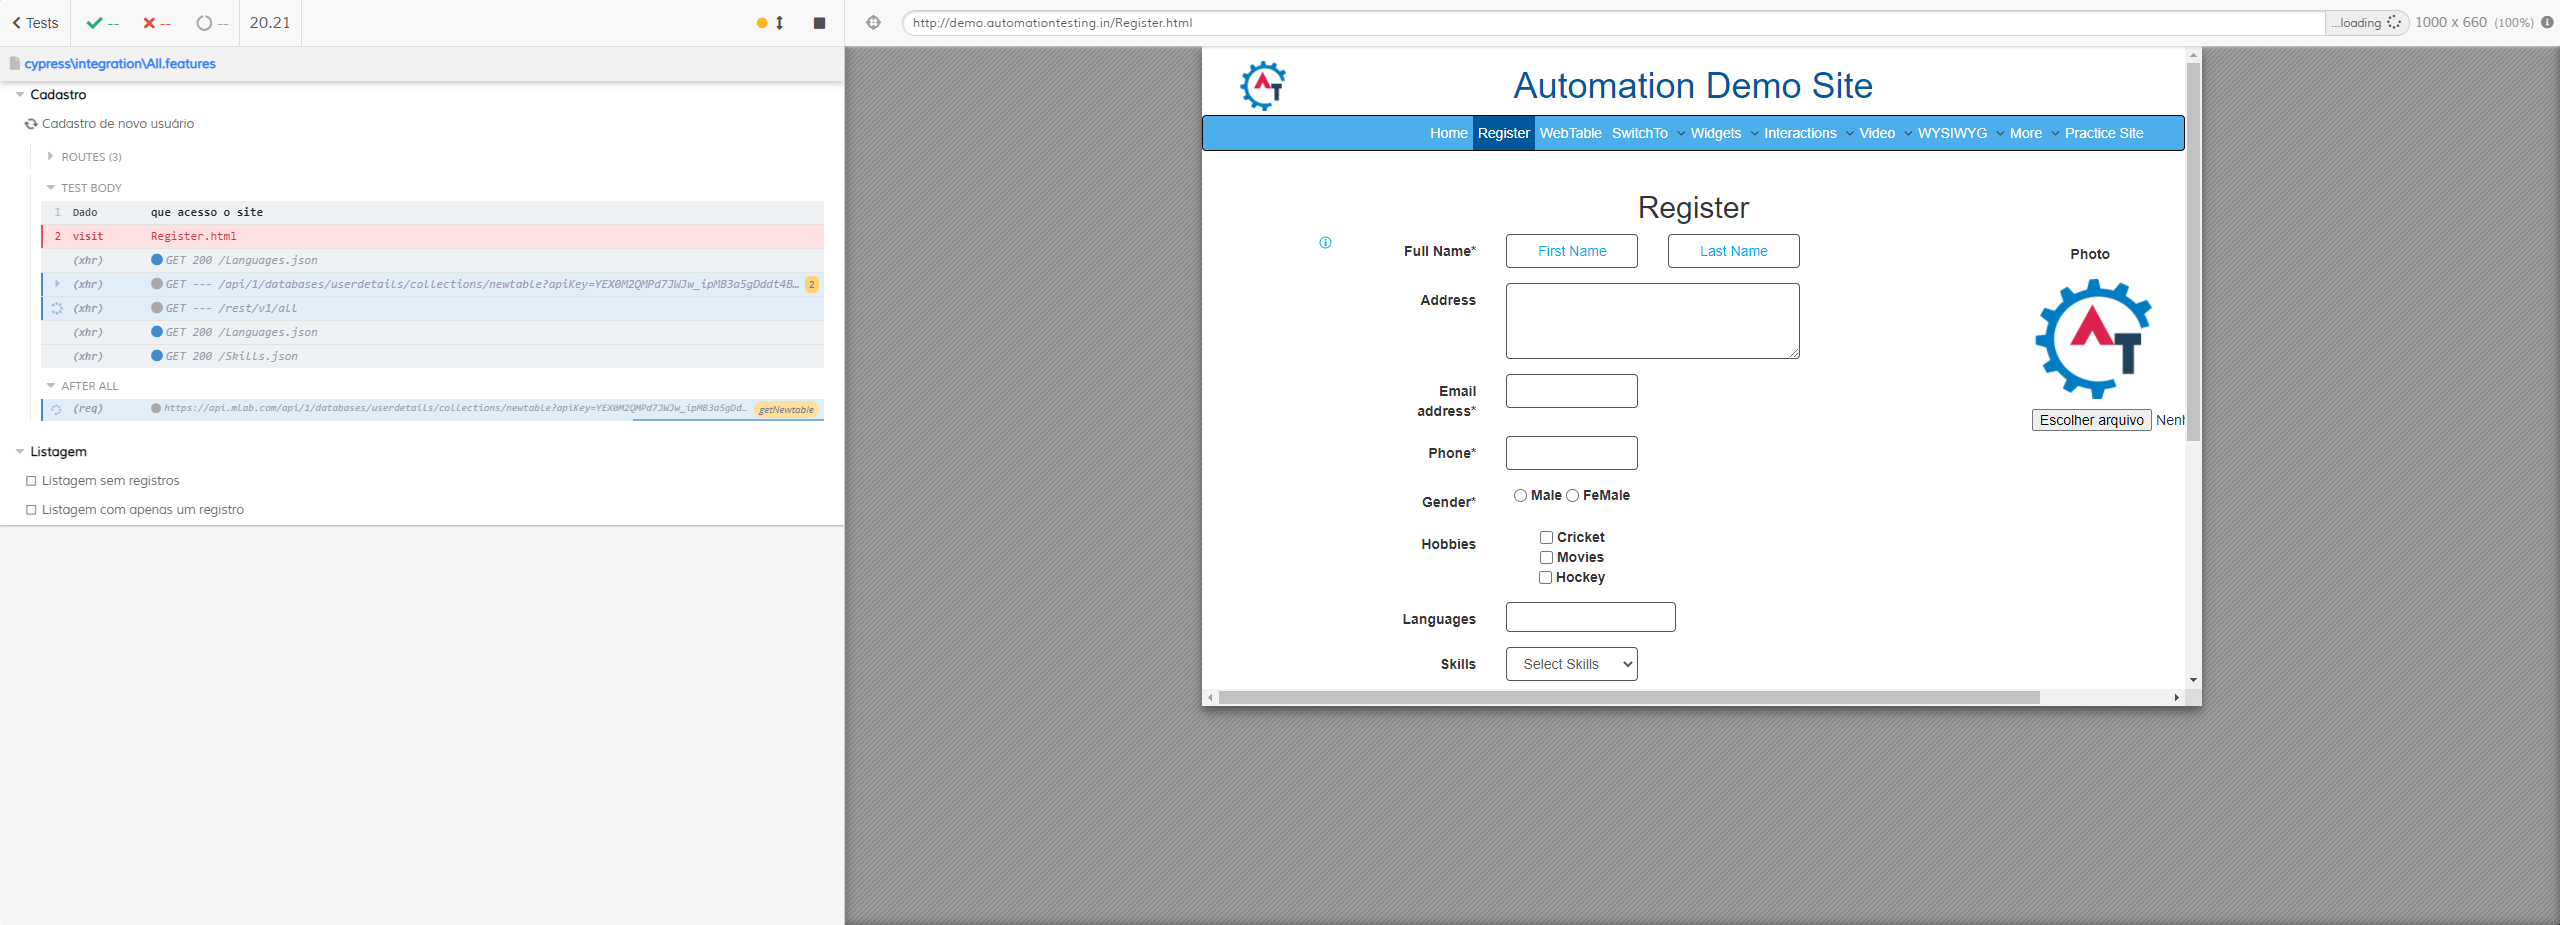 Tests -- -- -- 20.21
cypress\integration\All.features
Cadastro
Cadastro de novo usuário
ROUTES (3)
TEST BODY
1 Dado que acesso o site
2 visit Register.html
(xhr) GET 200 /Languages.json
(xhr) GET --- /api/1/databases/userdetails/collections/newtable?apiKey=YEX0M2QMPd7JWJw_ipMB3a5gDddt4B... 2
(xhr) GET --- /rest/v1/all
(xhr) GET 200 /Languages.json
(xhr) GET 200 /Skills.json
AFTER ALL
(req) https://api.mlab.com/api/1/databases/userdetails/collections/newtable?apiKey=YEX0M2QMPd7JWJw_ipMB3a5gDd... getNewtable
Listagem
Listagem sem registros
Listagem com apenas um registro
http://demo.automationtesting.in/Register.html ...loading 1000 x 660 (100%)
AT
Automation Demo Site
Home Register WebTable SwitchTo Widgets Interactions Video WYSIWYG More Practice Site
Register
Full Name* First Name Last Name
Photo
Address
AT
Email address*
Escolher arquivo Nenh
Phone*
Gender* Male FeMale
Hobbies Cricket
Movies
Hockey
Languages
Skills Select Skills